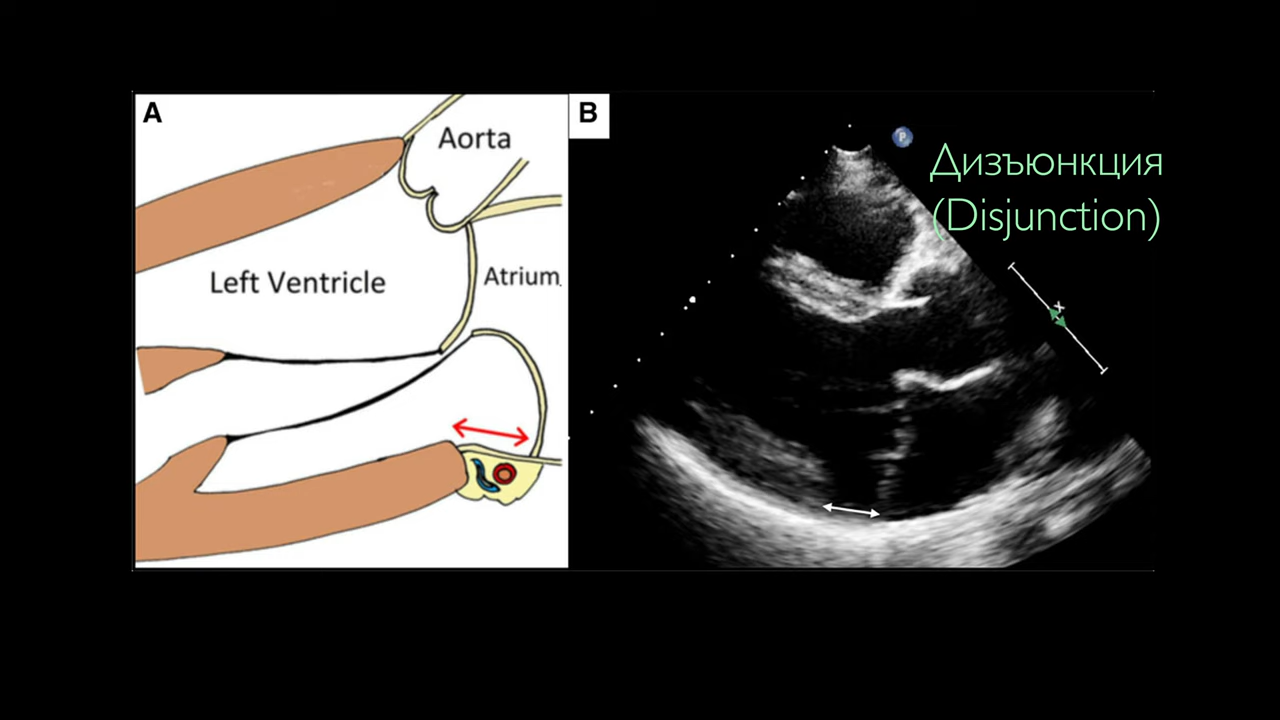 A
Aorta
Left Ventricle
Atrium
B
P
Дизъюнкция
(Disjunction)
x